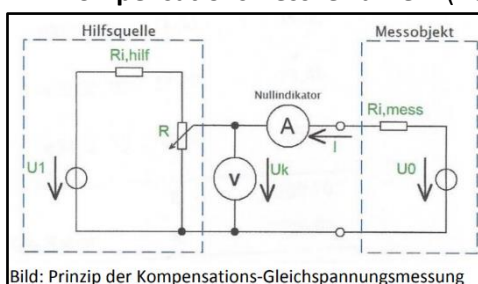 Hilfsquelle
Messobjekt
Ri,hilf
Nullindikator
Ri,mess
R
A
I
U1
V
Uk
U0
Bild: Prinzip der Kompensations-Gleichspannungsmessung